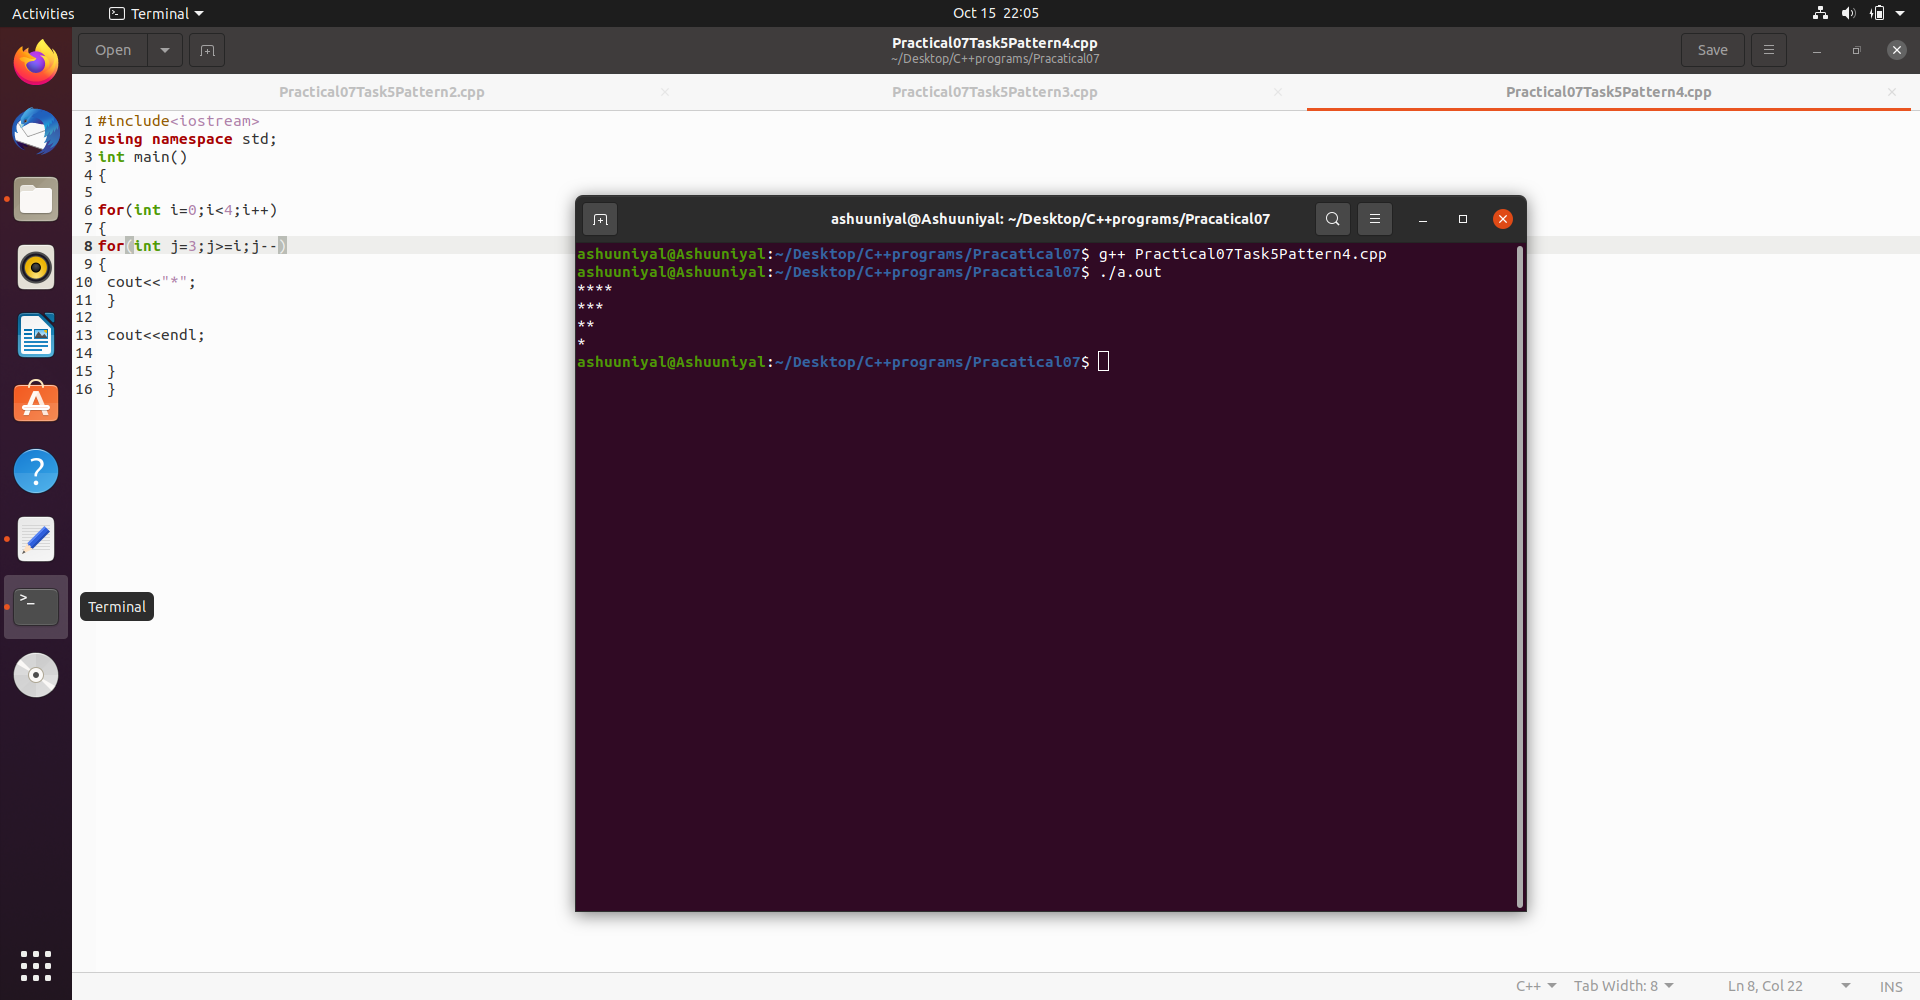 Activities
Terminal
Oct 15 22:05
Open
Practical07Task5Pattern4.cpp
~/Desktop/C++programs/Pracatical07
Save
Practical07Task5Pattern2.cpp
Practical07Task5Pattern3.cpp
Practical07Task5Pattern4.cpp
1 #include<iostream>
2 using namespace std;
3 int main()
4 {
5
6 for(int i=0;i<4;i++)
7 {
8 for(int j=3;j>=i;j--)
9 {
10  cout<<"*";
11  }
12
13  cout<<endl;
14
15  }
16  }
ashuuniyal@Ashuuniyal: ~/Desktop/C++programs/Pracatical07
ashuuniyal@Ashuuniyal:~/Desktop/C++programs/Pracatical07$ g++ Practical07Task5Pattern4.cpp
ashuuniyal@Ashuuniyal:~/Desktop/C++programs/Pracatical07$ ./a.out
****
***
**
*
ashuuniyal@Ashuuniyal:~/Desktop/C++programs/Pracatical07$
Terminal
C++
Tab Width: 8
Ln 8, Col 22
INS